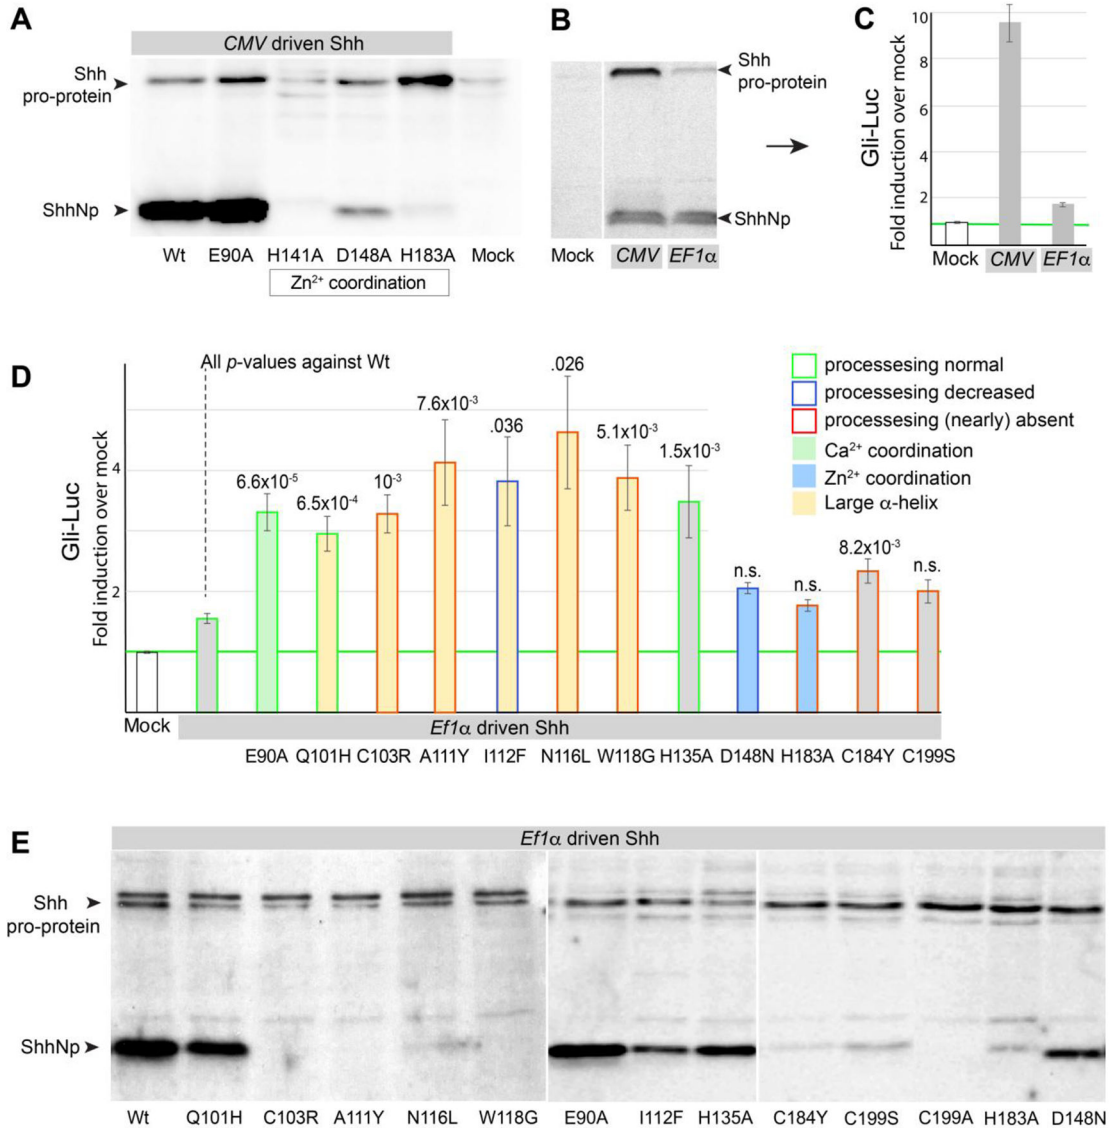 A
CMV driven Shh
Shh
pro-protein
ShhNp
Wt E90A H141A D148A H183A Mock
Zn²⁺ coordination
B
Shh
pro-protein
ShhNp
Mock CMV EF1α
C
Gli-Luc
Fold induction over mock
10
8
6
4
2
Mock CMV EF1α
D
All p-values against Wt
Gli-Luc
Fold induction over mock
4
2
6.6x10⁻⁵
6.5x10⁻⁴
10⁻³
7.6x10⁻³
.036
.026
5.1x10⁻³
1.5x10⁻³
n.s.
n.s.
8.2x10⁻³
n.s.
processesing normal
processesing decreased
processesing (nearly) absent
Ca²⁺ coordination
Zn²⁺ coordination
Large α-helix
Mock
Ef1α driven Shh
E90A Q101H C103R A111Y I112F N116L W118G H135A D148N H183A C184Y C199S
E
Ef1α driven Shh
Shh
pro-protein
ShhNp
Wt Q101H C103R A111Y N116L W118G E90A I112F H135A C184Y C199S C199A H183A D148N